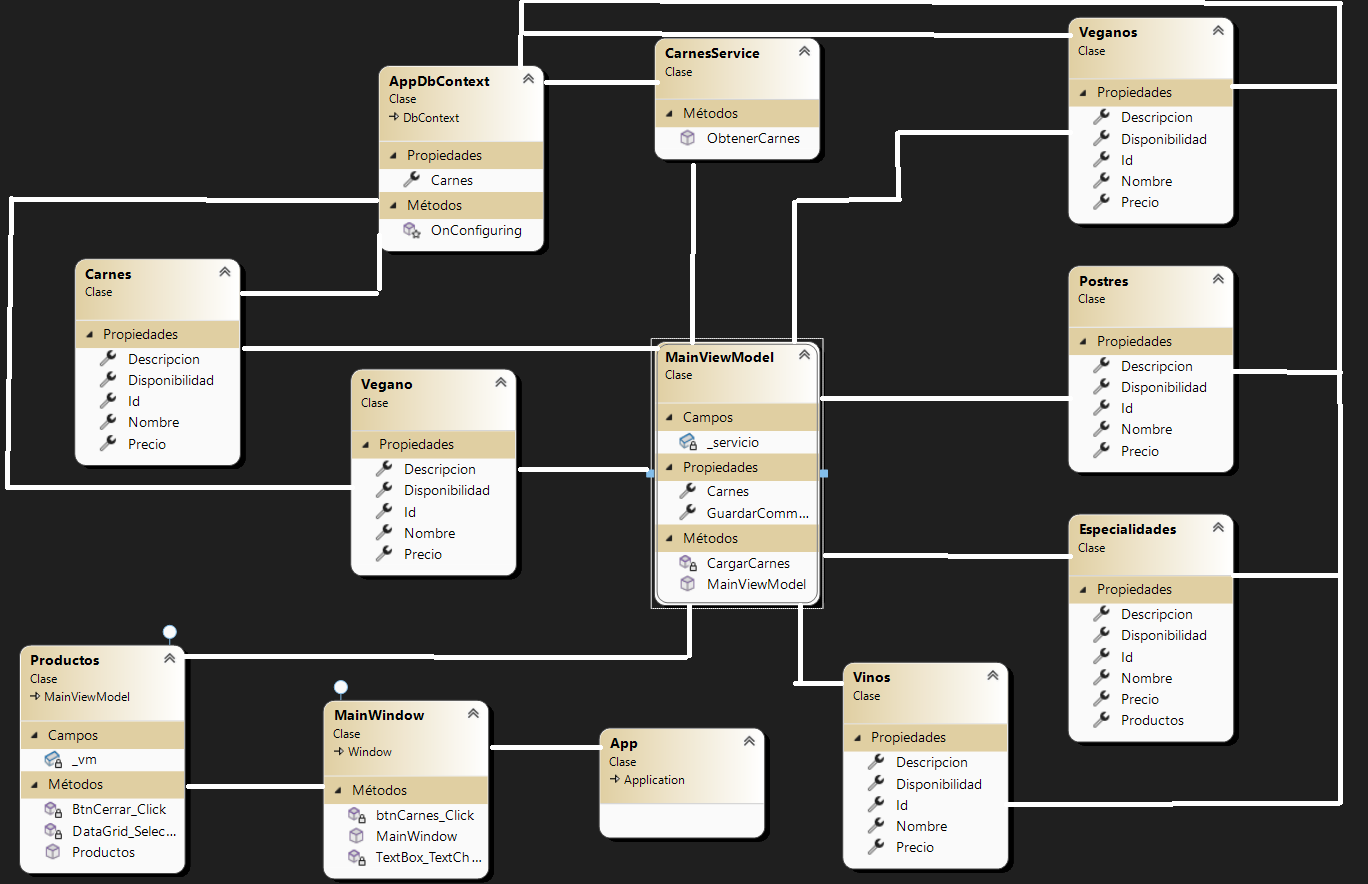 AppDbContext
Clase
DbContext
Propiedades
Carnes
Métodos
OnConfiguring
CarnesService
Clase
Métodos
ObtenerCarnes
Veganos
Clase
Propiedades
Descripcion
Disponibilidad
Id
Nombre
Precio
Carnes
Clase
Propiedades
Descripcion
Disponibilidad
Id
Nombre
Precio
Vegano
Clase
Propiedades
Descripcion
Disponibilidad
Id
Nombre
Precio
MainViewModel
Clase
Campos
_servicio
Propiedades
Carnes
GuardarComm...
Métodos
CargarCarnes
MainViewModel
Postres
Clase
Propiedades
Descripcion
Disponibilidad
Id
Nombre
Precio
Especialidades
Clase
Propiedades
Descripcion
Disponibilidad
Id
Nombre
Precio
Productos
Productos
Clase
MainViewModel
Campos
_vm
Métodos
BtnCerrar_Click
DataGrid_Selec...
Productos
MainWindow
Clase
Window
Métodos
btnCarnes_Click
MainWindow
TextBox_TextCh...
App
Clase
Application
Vinos
Clase
Propiedades
Descripcion
Disponibilidad
Id
Nombre
Precio